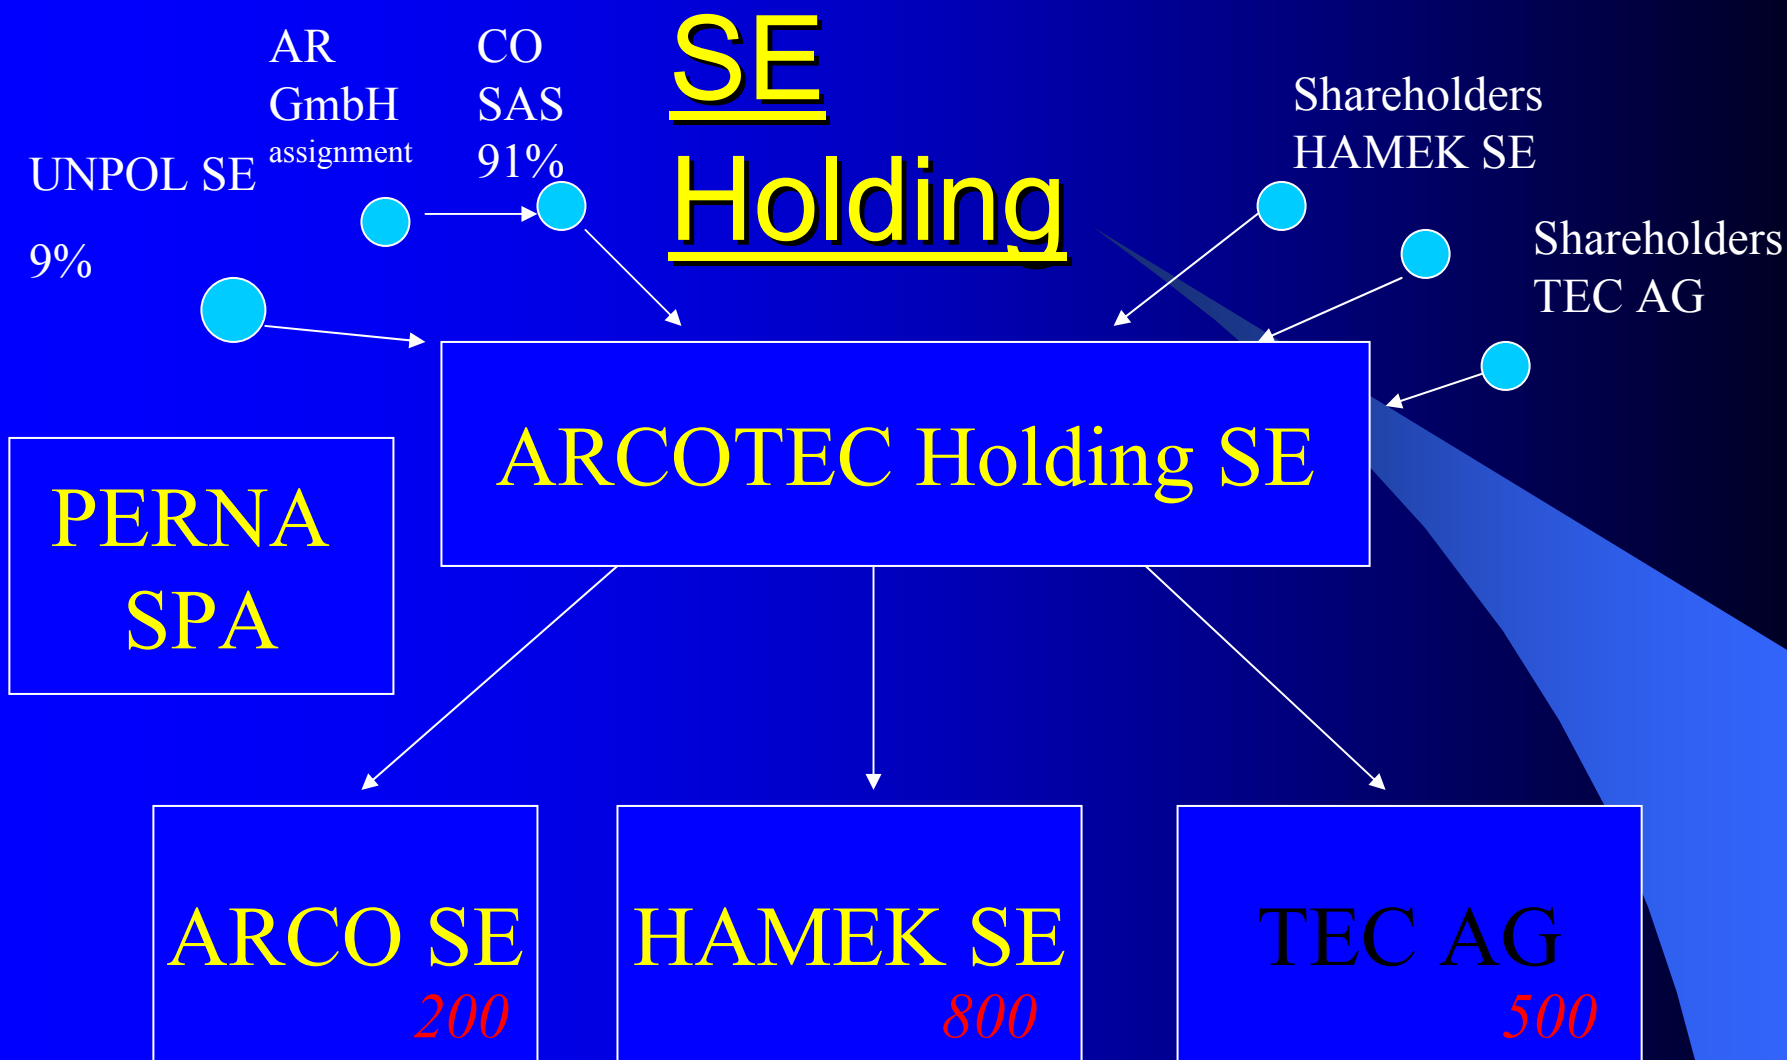 SE
Holding
AR
GmbH
assignment
CO
SAS
91%
UNPOL SE
9%
Shareholders
HAMEK SE
Shareholders
TEC AG
ARCOTEC Holding SE
PERNA
SPA
ARCO SE
200
HAMEK SE
800
TEC AG
500